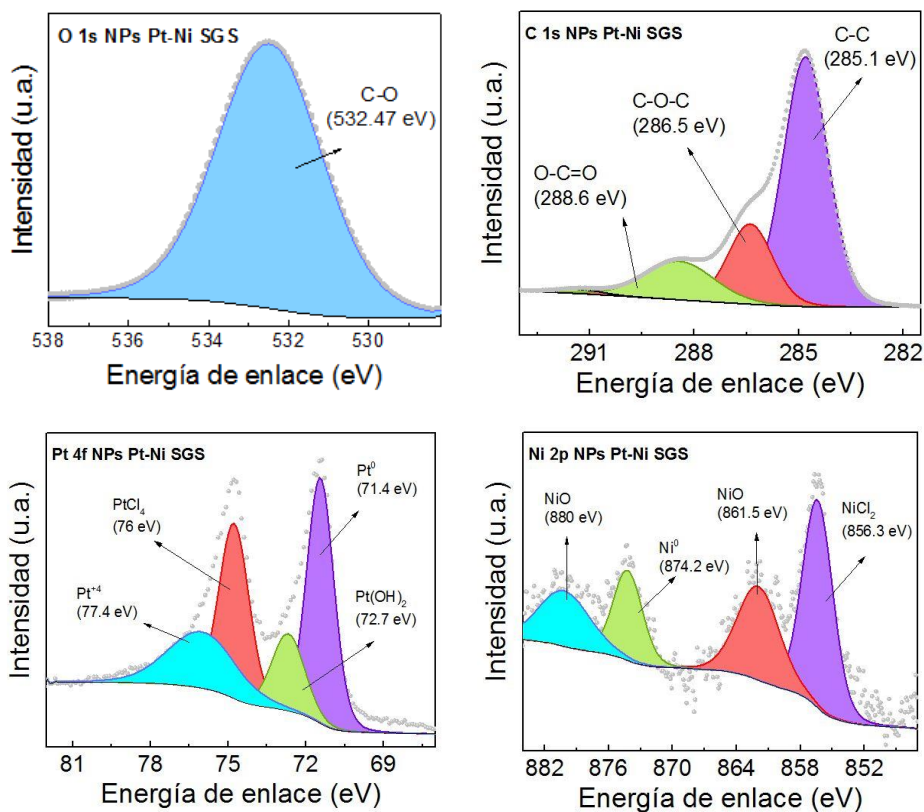 O 1s NPs Pt-Ni SGS
C-O
(532.47 eV)
Intensidad (u.a.)
538 536 534 532 530
Energía de enlace (eV)
C 1s NPs Pt-Ni SGS
C-C
(285.1 eV)
C-O-C
(286.5 eV)
O-C=O
(288.6 eV)
Intensidad (u.a.)
291 288 285 282
Energía de enlace (eV)
Pt 4f NPs Pt-Ni SGS
Pt⁰
(71.4 eV)
PtCl₄
(76 eV)
Pt⁺⁴
(77.4 eV)
Pt(OH)₂
(72.7 eV)
Intensidad (u.a.)
81 78 75 72 69
Energía de enlace (eV)
Ni 2p NPs Pt-Ni SGS
NiO
(880 eV)
Ni⁰
(874.2 eV)
NiO
(861.5 eV)
NiCl₂
(856.3 eV)
Intensidad (u.a.)
882 876 870 864 858 852
Energía de enlace (eV)